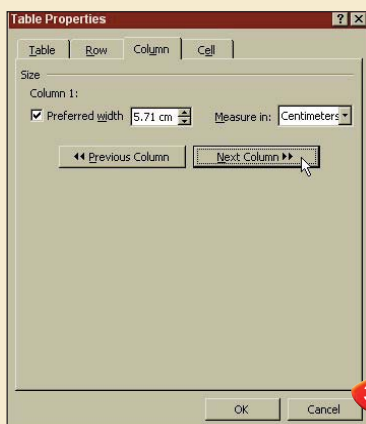 Table Properties
Table Row Column Cell
Size
Column 1:
Preferred width 5.71 cm Measure in: Centimeters
Previous Column Next Column
OK Cancel